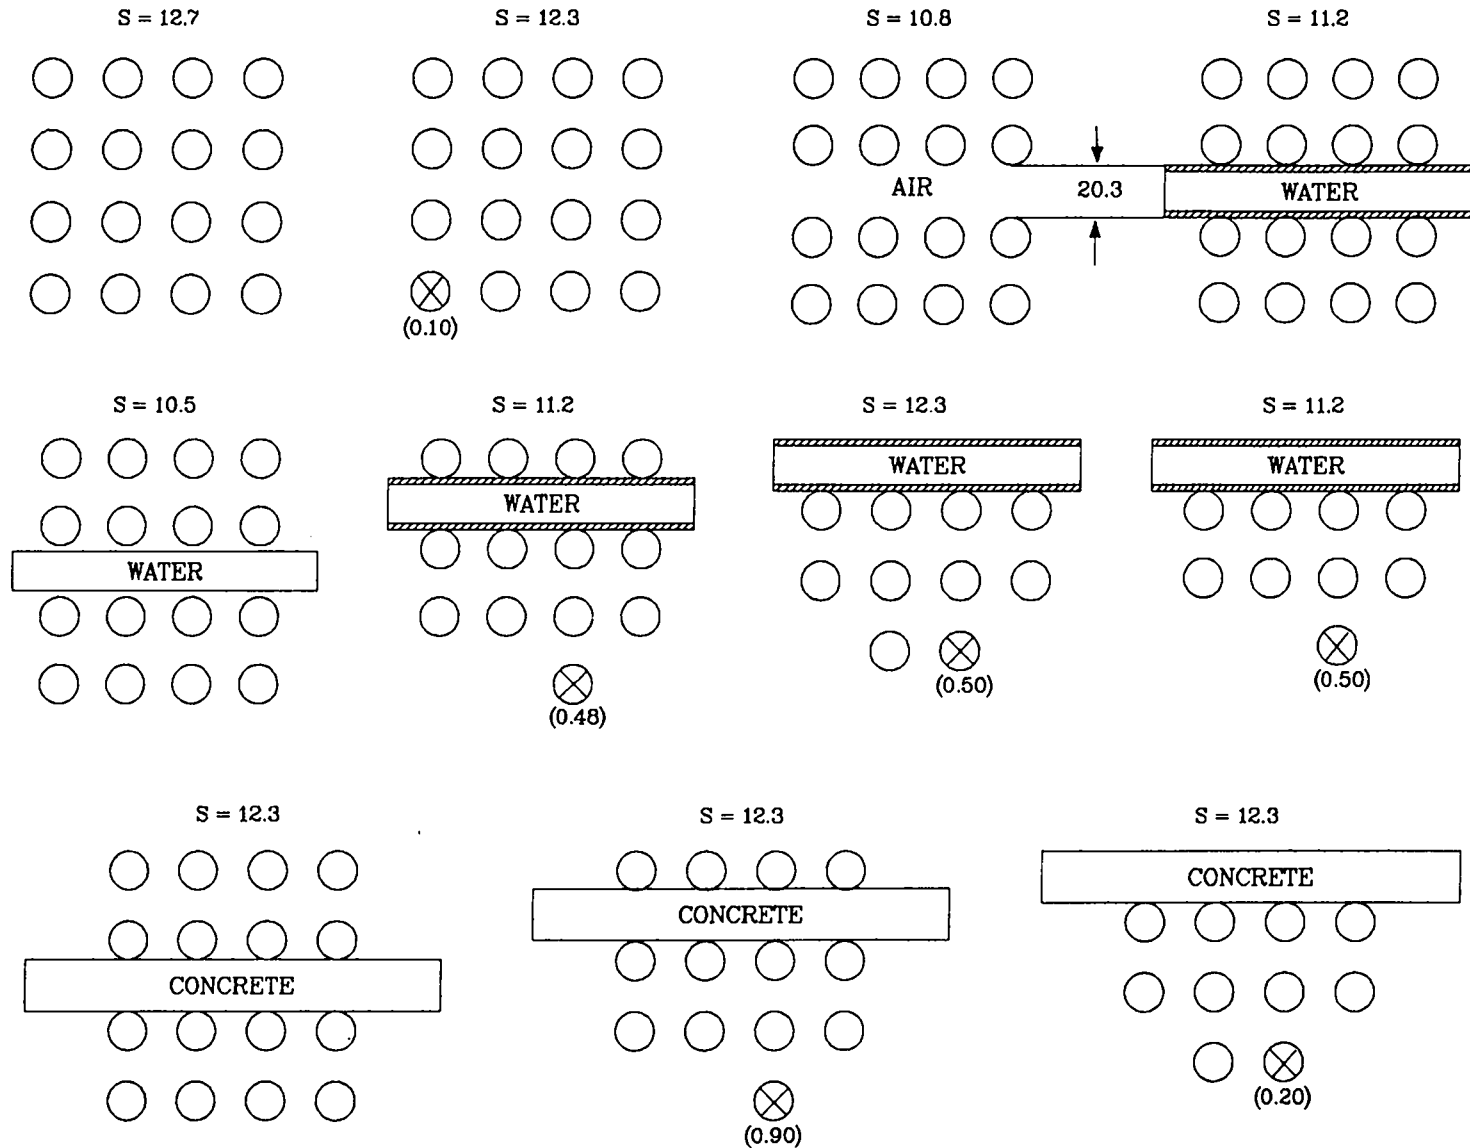 S = 12.7
S = 12.3
S = 10.8
S = 11.2
AIR
20.3
WATER
(0.10)
S = 10.5
S = 11.2
S = 12.3
S = 11.2
WATER
WATER
WATER
WATER
(0.48)
(0.50)
(0.50)
S = 12.3
S = 12.3
S = 12.3
CONCRETE
CONCRETE
CONCRETE
(0.90)
(0.20)